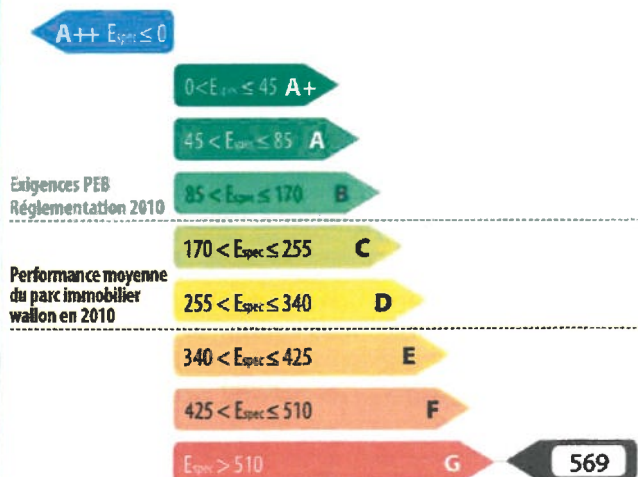 A++ Espec ≤ 0
0 < Espec ≤ 45 A+
45 < Espec ≤ 85 A
Exigences PEB
Réglementation 2010
85 < Espec ≤ 170 B
170 < Espec ≤ 255 C
Performance moyenne
du parc immobilier
wallon en 2010
255 < Espec ≤ 340 D
340 < Espec ≤ 425 E
425 < Espec ≤ 510 F
Espec > 510 G
569